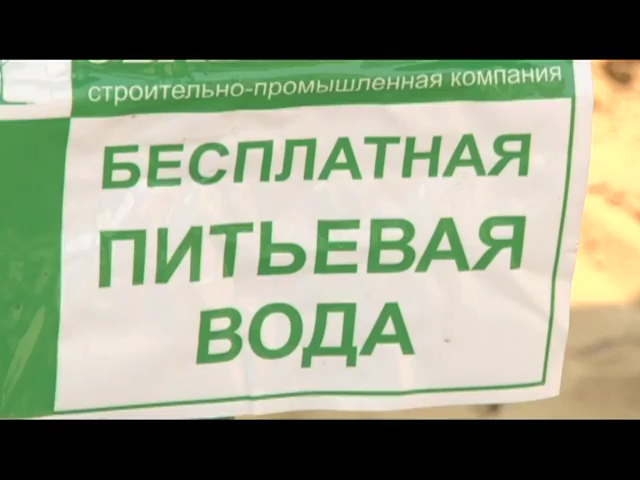 строительно-промышленная компания
БЕСПЛАТНАЯ
ПИТЬЕВАЯ
ВОДА